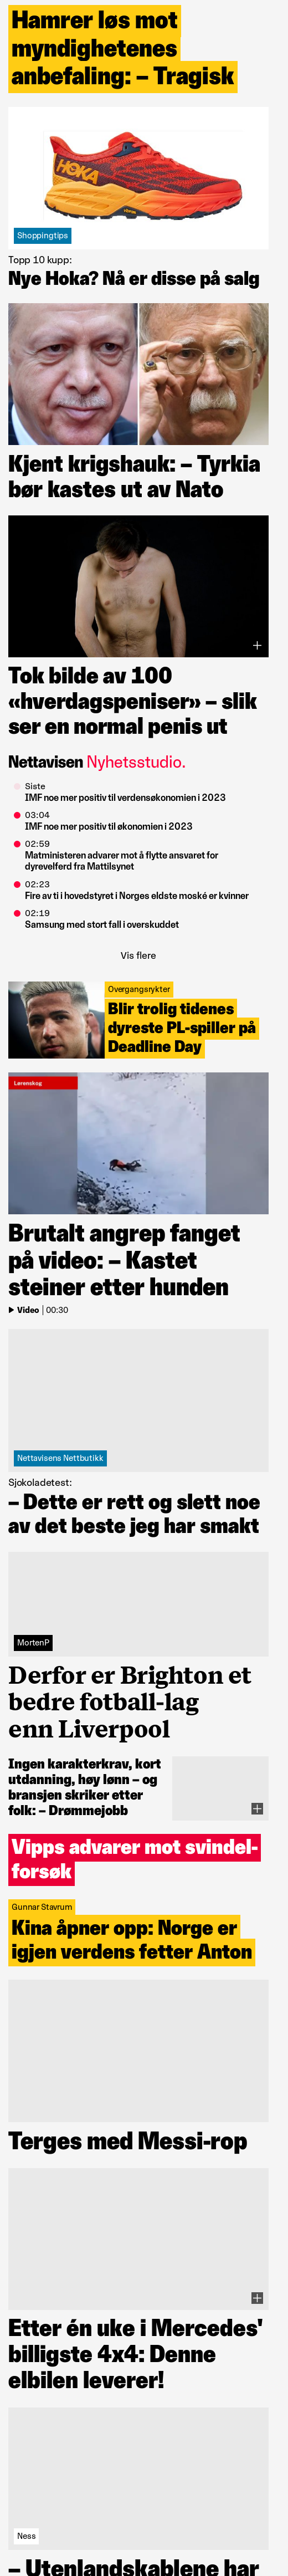 Hamrer løs mot
myndighetenes
anbefaling: – Tragisk
HOKA
Shoppingtips
Topp 10 kupp:
Nye Hoka? Nå er disse på salg
Kjent krigshauk: – Tyrkia
bør kastes ut av Nato
Tok bilde av 100
«hverdagspeniser» – slik
ser en normal penis ut
Nettavisen Nyhetsstudio.
Siste
IMF noe mer positiv til verdensøkonomien i 2023
03:04
IMF noe mer positiv til økonomien i 2023
02:59
Matministeren advarer mot å flytte ansvaret for
dyrevelferd fra Mattilsynet
02:23
Fire av ti i hovedstyret i Norges eldste moské er kvinner
02:19
Samsung med stort fall i overskuddet
Vis flere
Overgangsrykter
Blir trolig tidenes
dyreste PL-spiller på
Deadline Day
Lørenskog
Brutalt angrep fanget
på video: – Kastet
steiner etter hunden
Video | 00:30
Nettavisens Nettbutikk
Sjokoladetest:
– Dette er rett og slett noe
av det beste jeg har smakt
MortenP
Derfor er Brighton et
bedre fotball-lag
enn Liverpool
Ingen karakterkrav, kort
utdanning, høy lønn – og
bransjen skriker etter
folk: – Drømmejobb
Vipps advarer mot svindel-
forsøk
Gunnar Stavrum
Kina åpner opp: Norge er
igjen verdens fetter Anton
Terges med Messi-rop
Etter én uke i Mercedes'
billigste 4x4: Denne
elbilen leverer!
Ness
– Utenlandskablene har